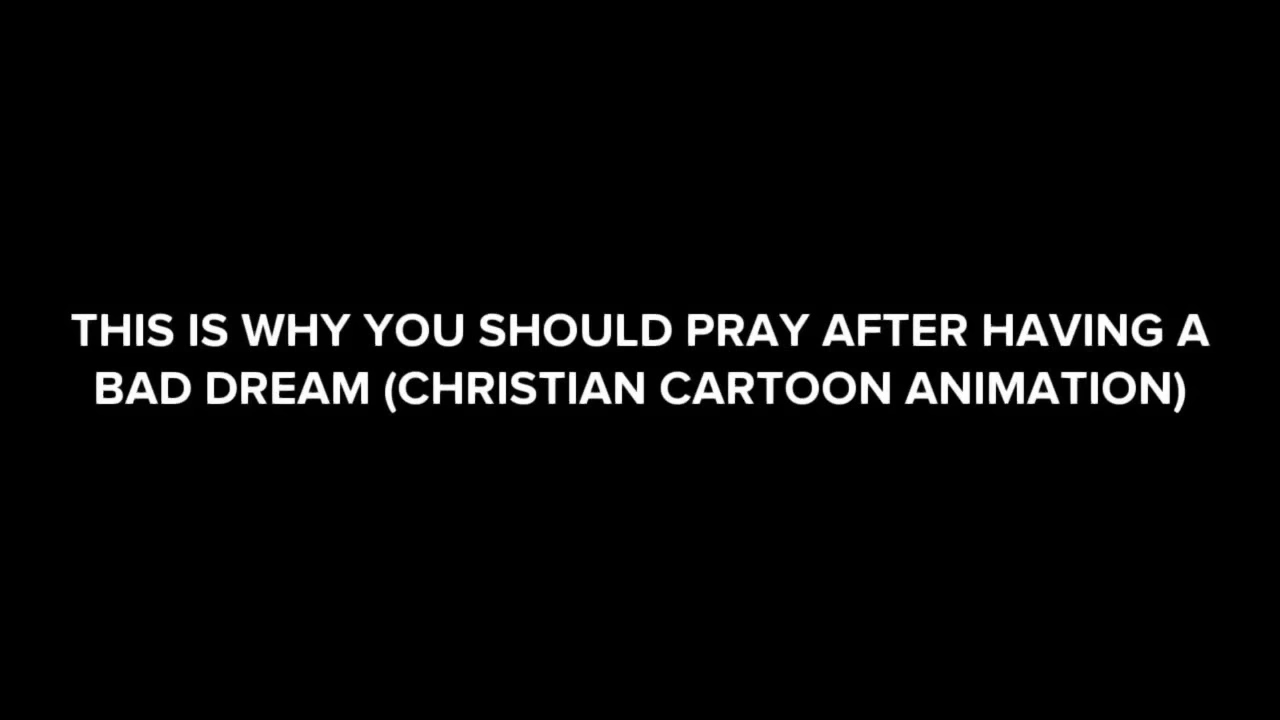 THIS IS WHY YOU SHOULD PRAY AFTER HAVING A
BAD DREAM (CHRISTIAN CARTOON ANIMATION)